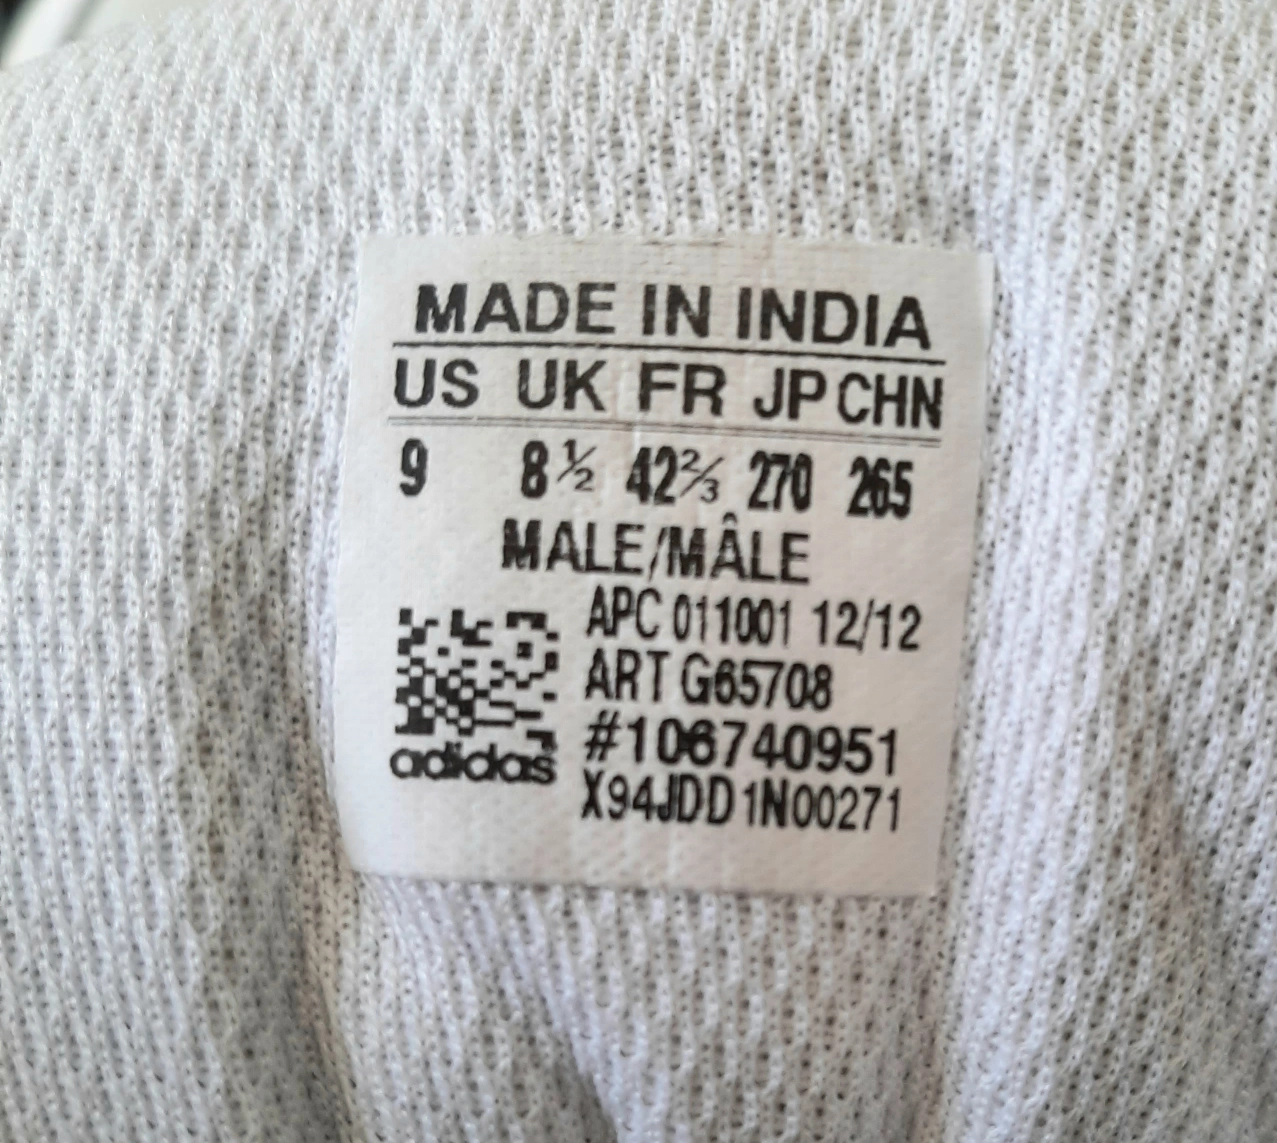 MADE IN INDIA
US UK FR JP CHN
9 8½ 42⅔ 270 265
MALE/MÂLE
APC 011001 12/12
ART G65708
#106740951
X94JDD1N00271
adidas